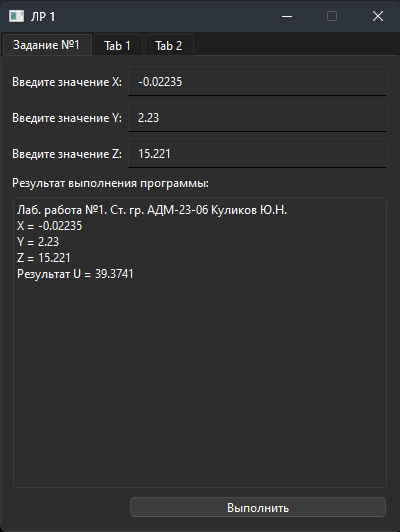 ЛР 1
Задание №1 Tab 1 Tab 2
Введите значение X: -0.02235
Введите значение Y: 2.23
Введите значение Z: 15.221
Результат выполнения программы:
Лаб. работа №1. Ст. гр. АДМ-23-06 Куликов Ю.Н.
X = -0.02235
Y = 2.23
Z = 15.221
Результат U = 39.3741
Выполнить